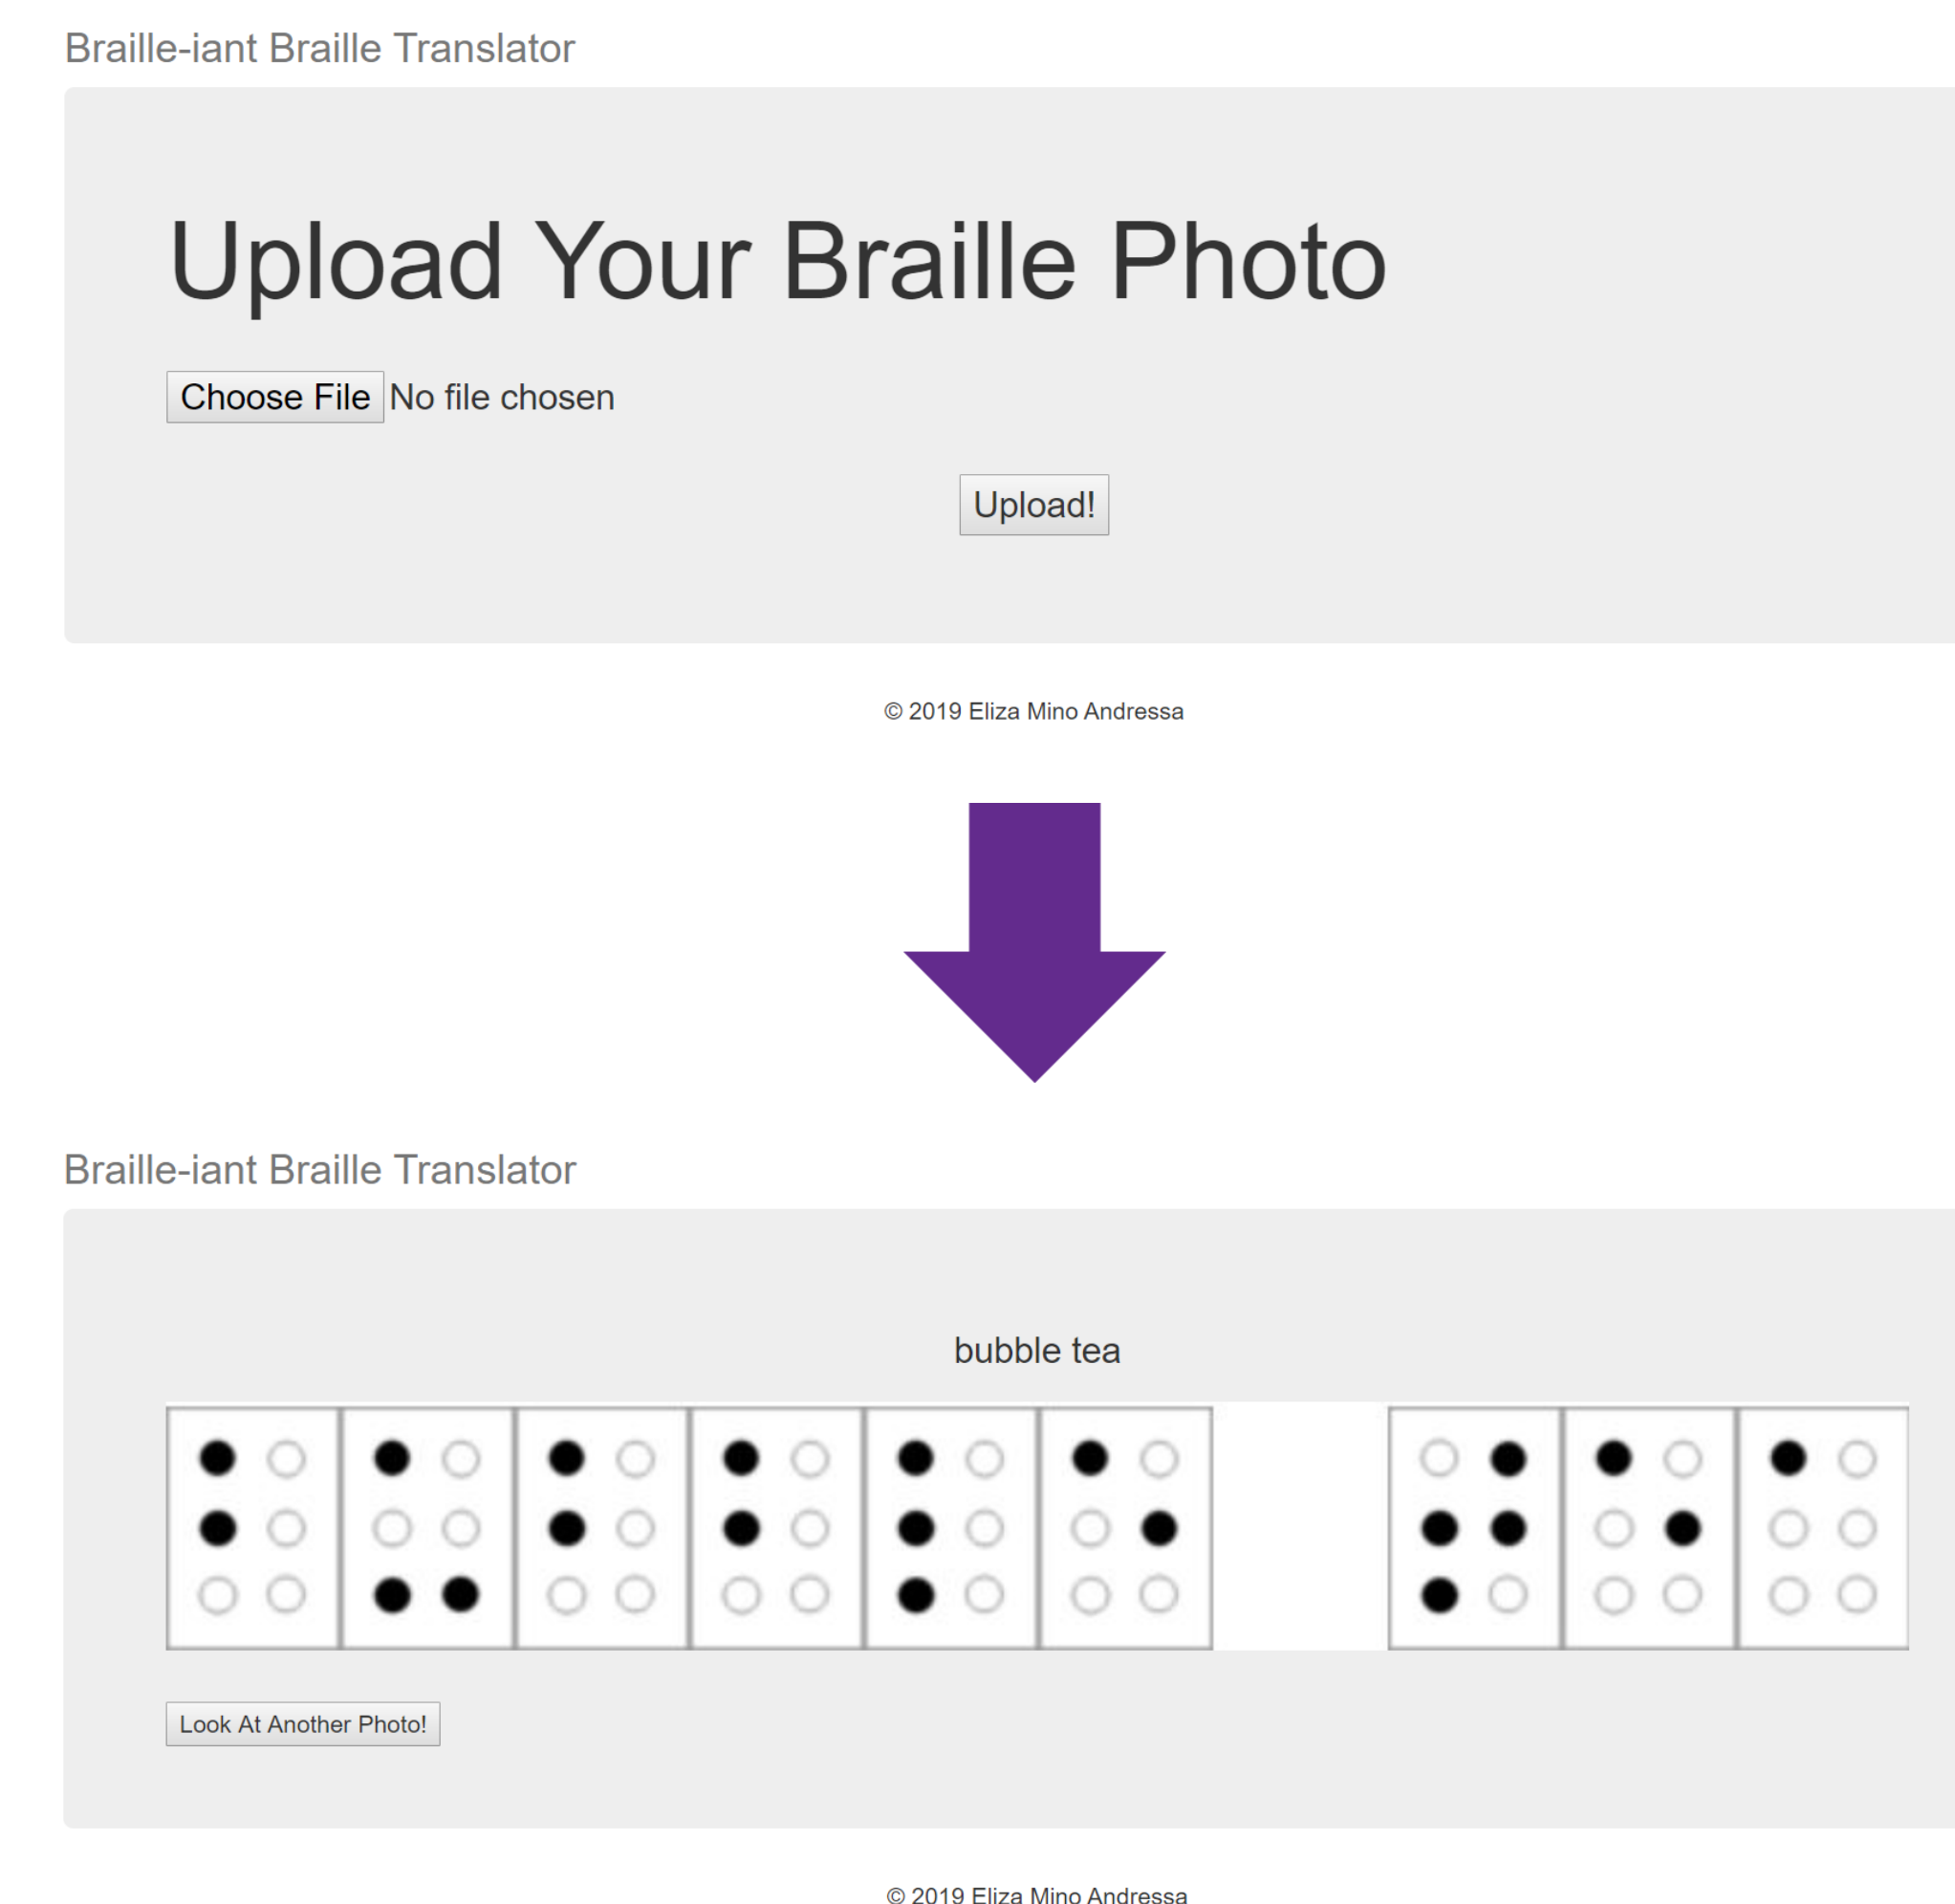 Braille-iant Braille Translator
Upload Your Braille Photo
Choose File No file chosen
Upload!
© 2019 Eliza Mino Andressa
Braille-iant Braille Translator
bubble tea
⠃⠥⠃⠃⠇⠑ ⠞⠑⠁
Look At Another Photo!
© 2019 Eliza Mino Andressa